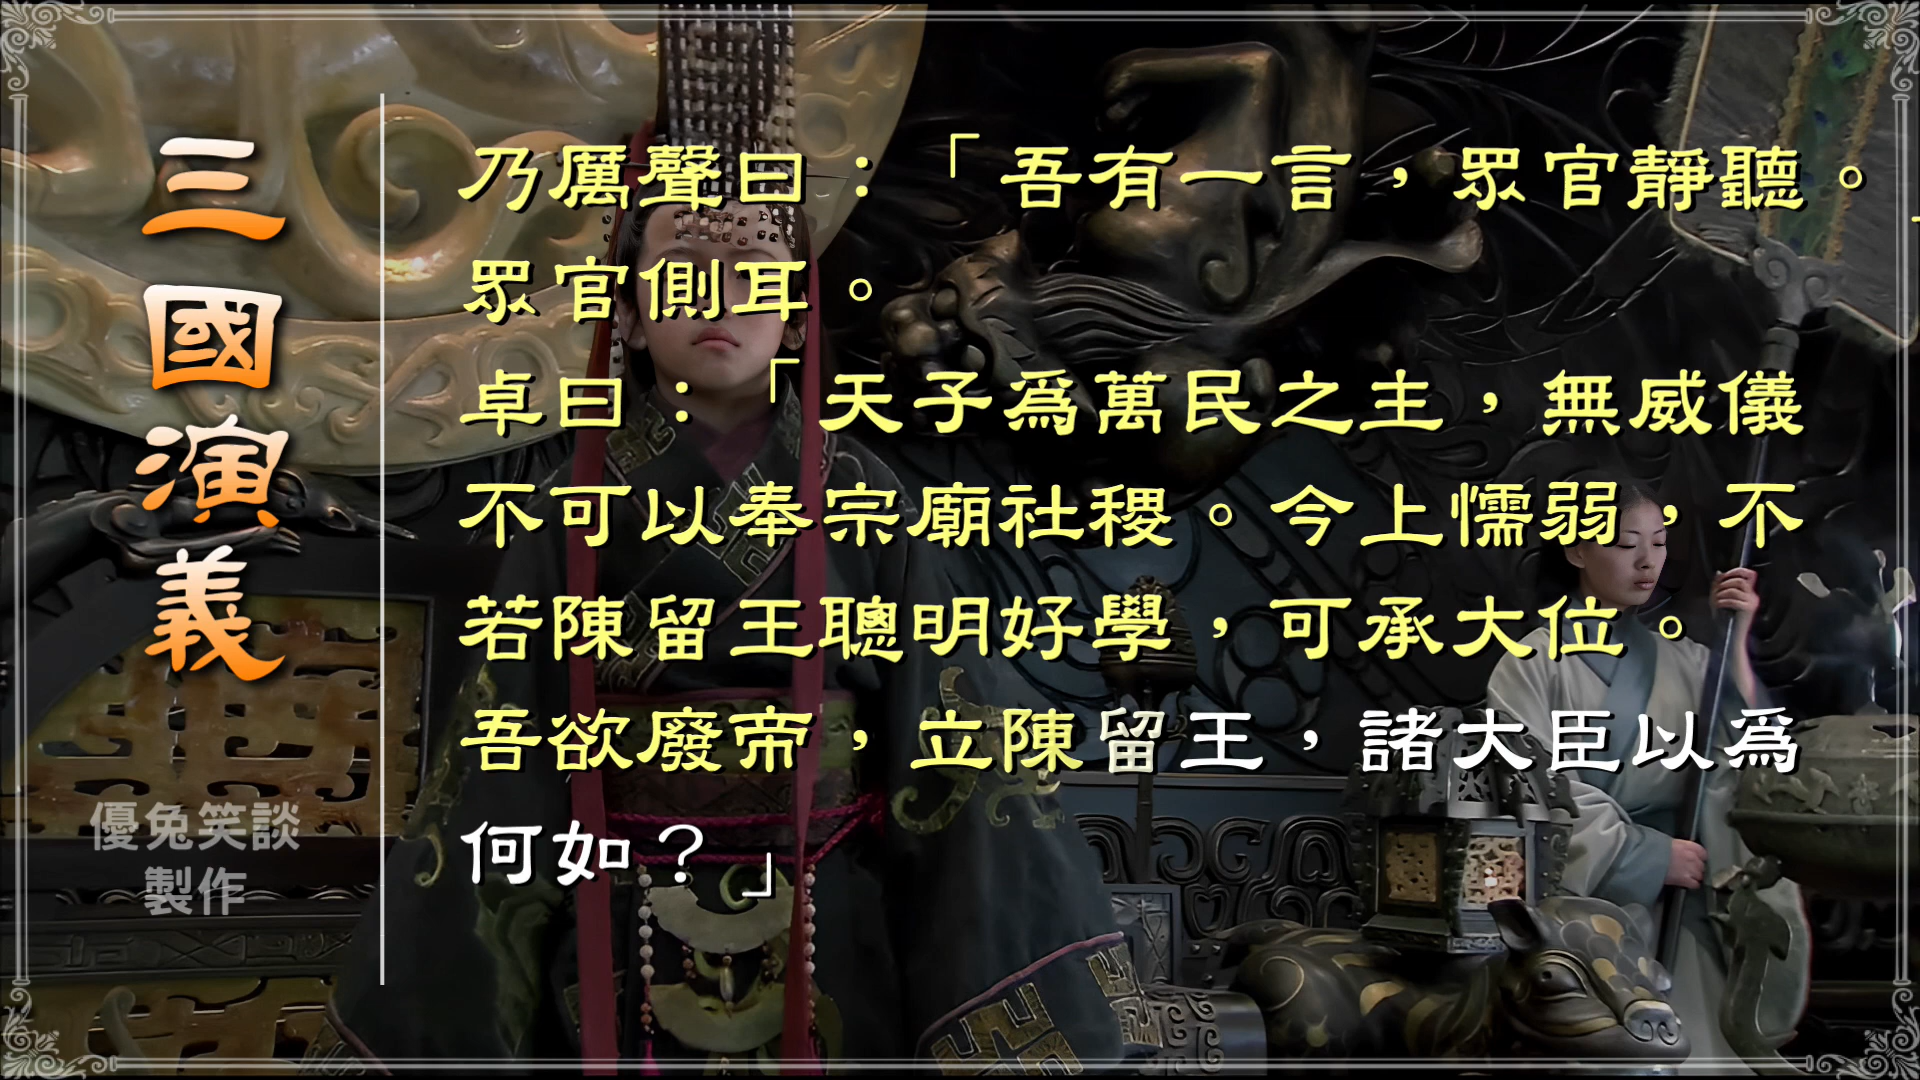 三國演義
優兔笑談
製作
乃厲聲曰：「吾有一言，眾官靜聽。」
眾官側耳。
卓曰：「天子為萬民之主，無威儀
不可以奉宗廟社稷。今上懦弱，不
若陳留王聰明好學，可承大位。
吾欲廢帝，立陳留王，諸大臣以為
何如？」